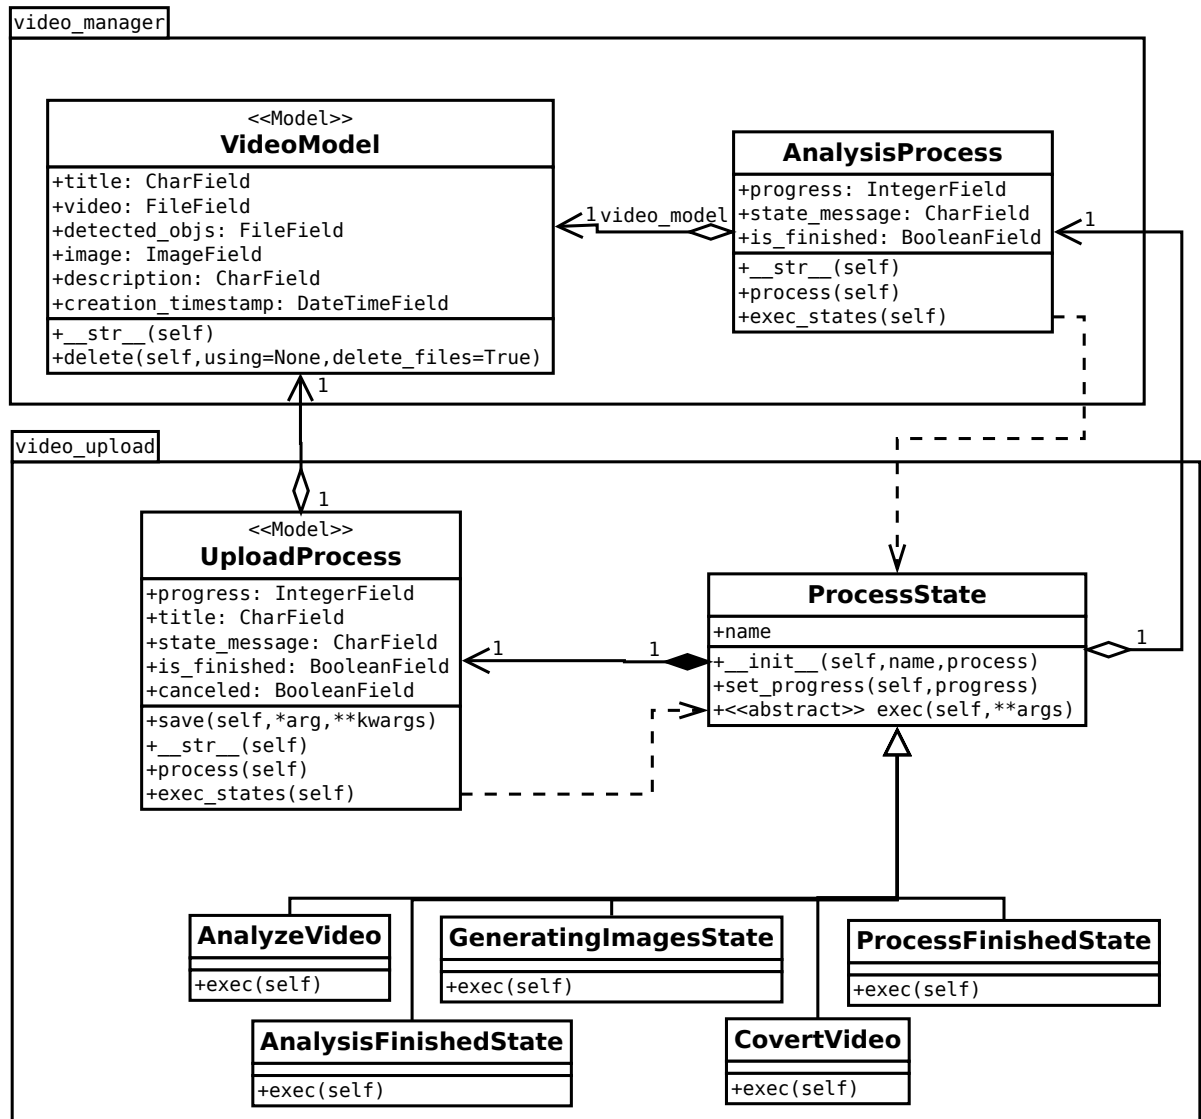 video_manager
<<Model>>
VideoModel
+title: CharField
+video: FileField
+detected_objs: FileField
+image: ImageField
+description: CharField
+creation_timestamp: DateTimeField
+__str__(self)
+delete(self,using=None,delete_files=True)
1
1
video_model
AnalysisProcess
+progress: IntegerField
+state_message: CharField
+is_finished: BooleanField
+__str__(self)
+process(self)
+exec_states(self)
1
video_upload
1
<<Model>>
UploadProcess
+progress: IntegerField
+title: CharField
+state_message: CharField
+is_finished: BooleanField
+canceled: BooleanField
+save(self,*arg,**kwargs)
+__str__(self)
+process(self)
+exec_states(self)
1
1
ProcessState
+name
+__init__(self,name,process)
+set_progress(self,progress)
+<<abstract>> exec(self,**args)
1
AnalyzeVideo
+exec(self)
GeneratingImagesState
+exec(self)
ProcessFinishedState
+exec(self)
AnalysisFinishedState
+exec(self)
CovertVideo
+exec(self)